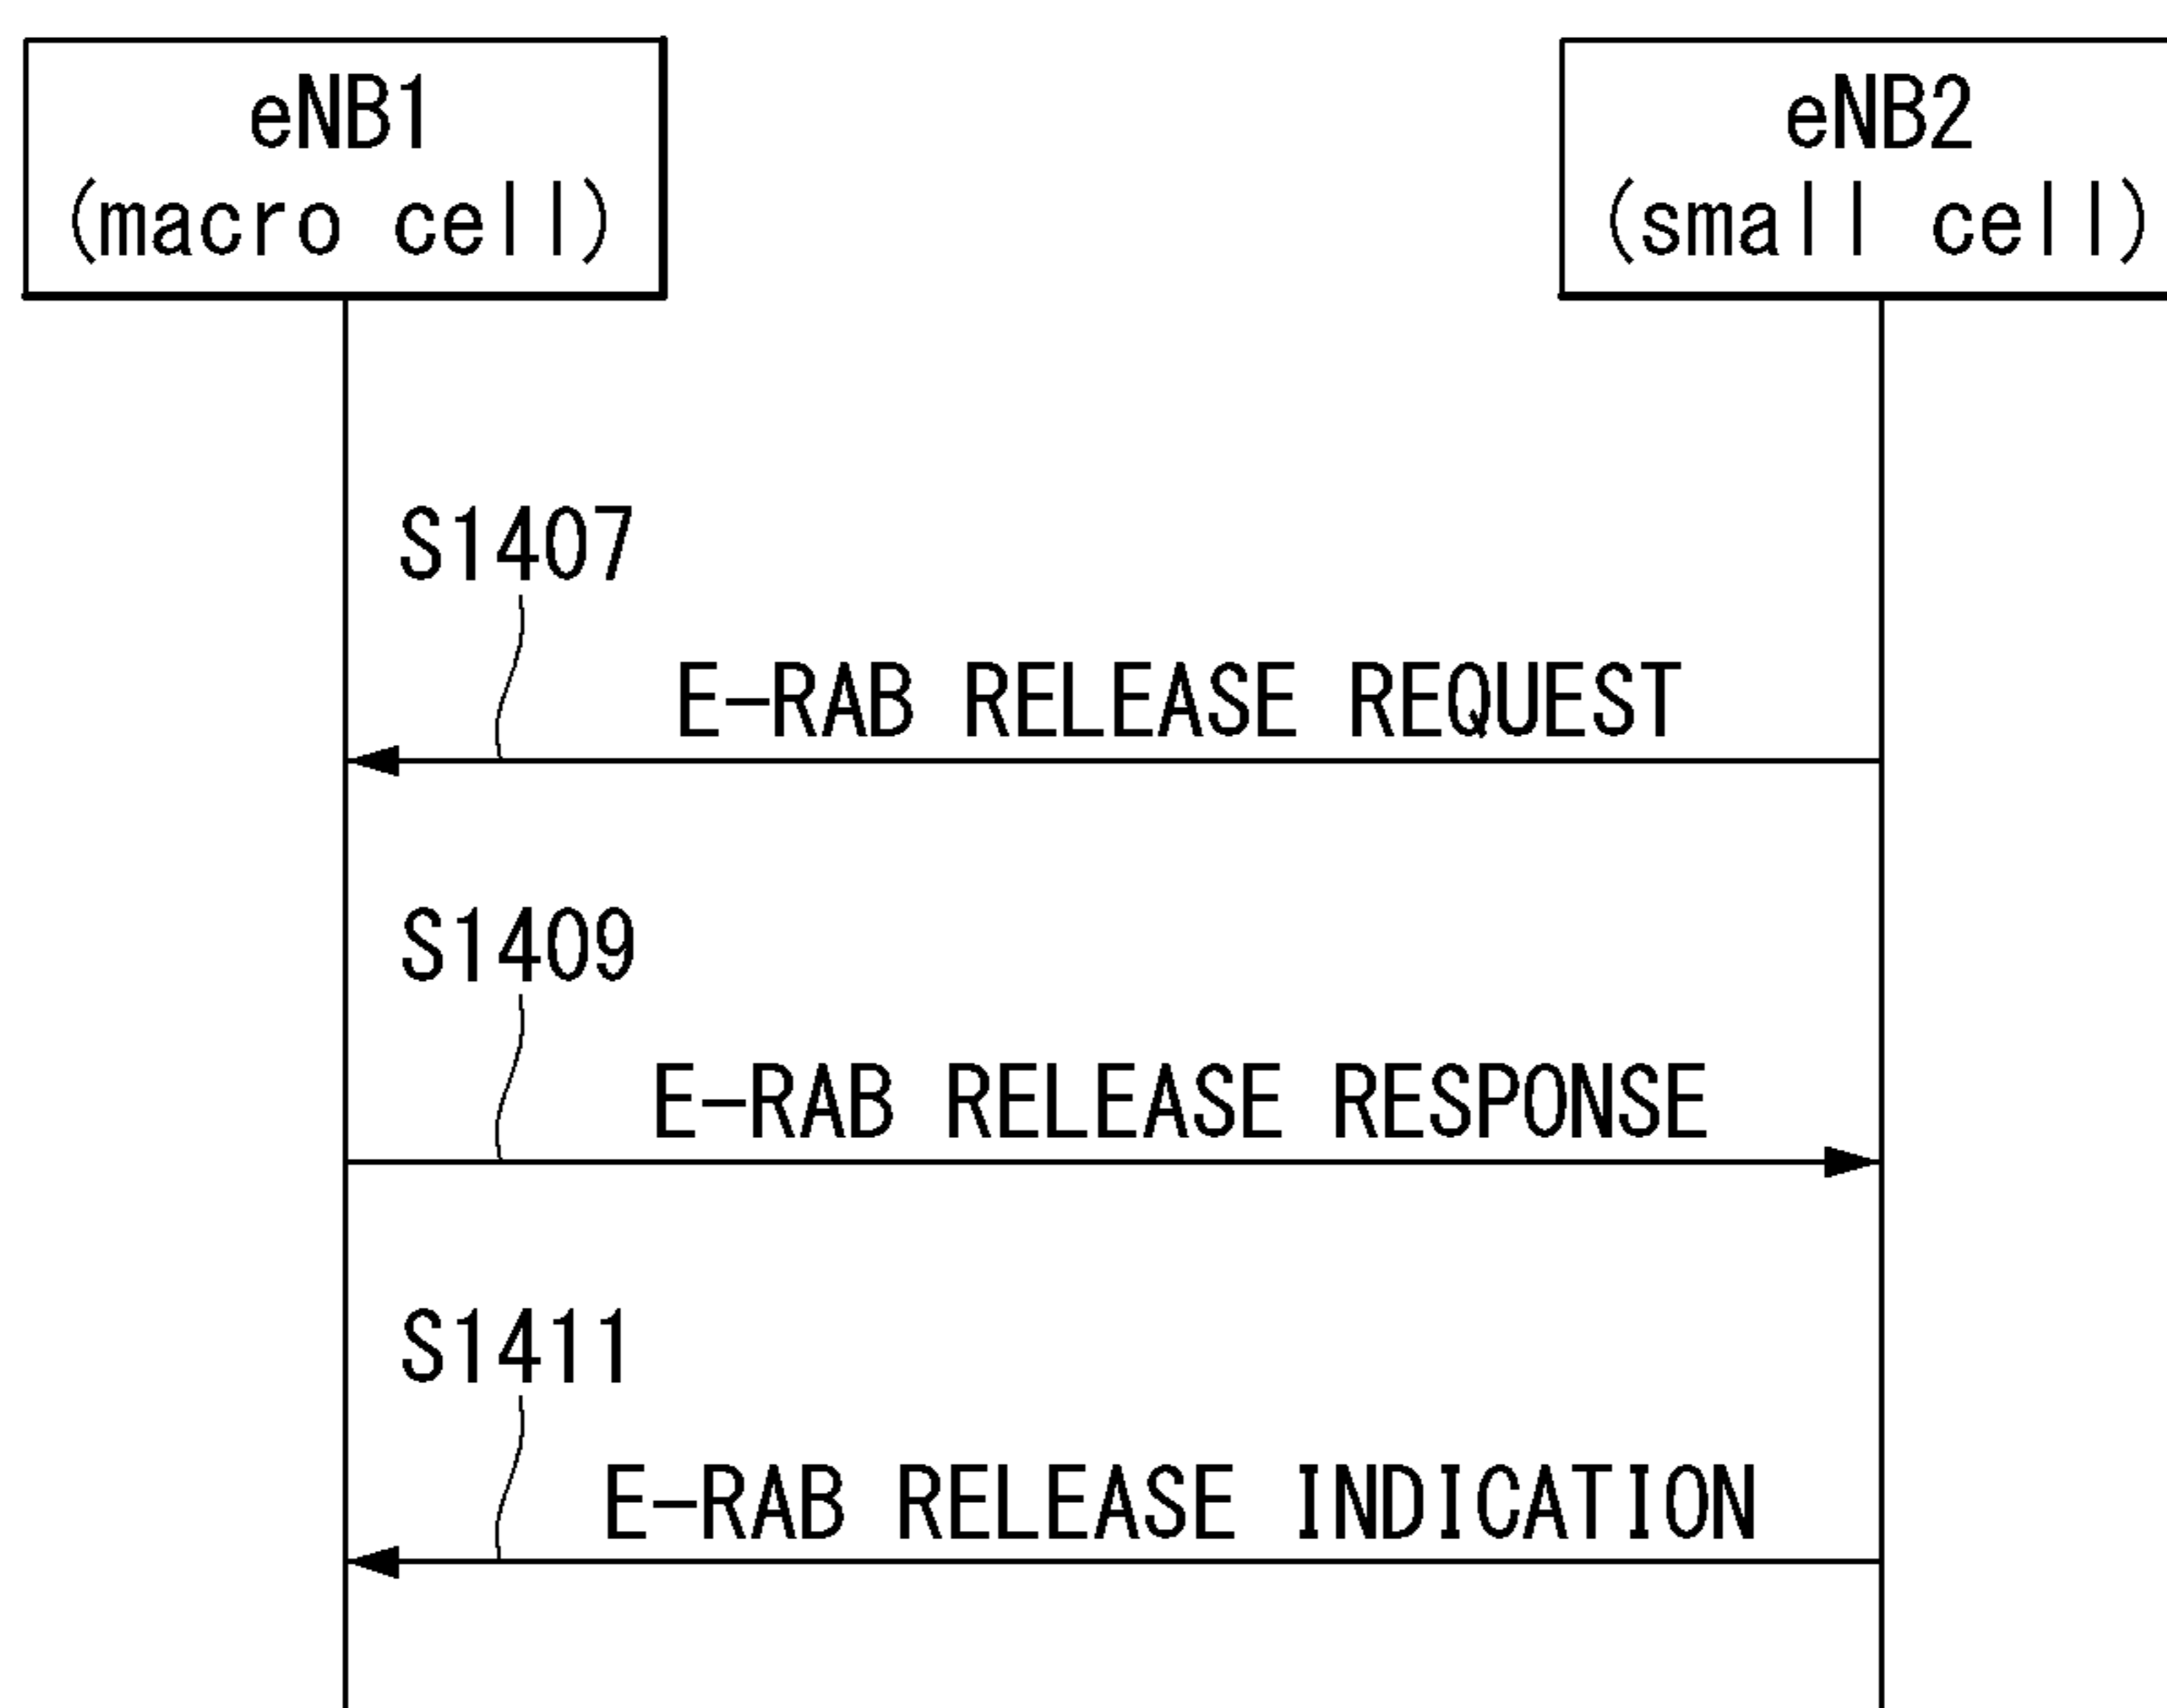 eNB1
(macro cell)
eNB2
(small cell)
S1407
E-RAB RELEASE REQUEST
S1409
E-RAB RELEASE RESPONSE
S1411
E-RAB RELEASE INDICATION